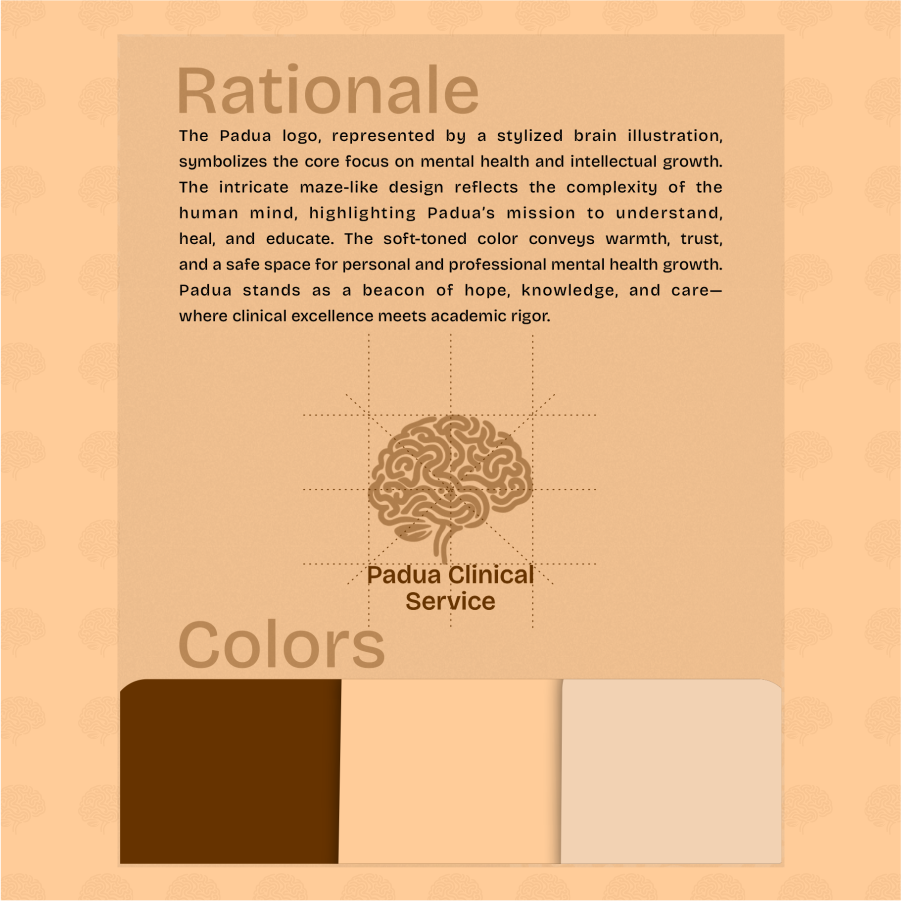 Rationale
The Padua logo, represented by a stylized brain illustration,
symbolizes the core focus on mental health and intellectual growth.
The intricate maze-like design reflects the complexity of the
human mind, highlighting Padua’s mission to understand,
heal, and educate. The soft-toned color conveys warmth, trust,
and a safe space for personal and professional mental health growth.
Padua stands as a beacon of hope, knowledge, and care—
where clinical excellence meets academic rigor.
Padua Clinical
Service
Colors